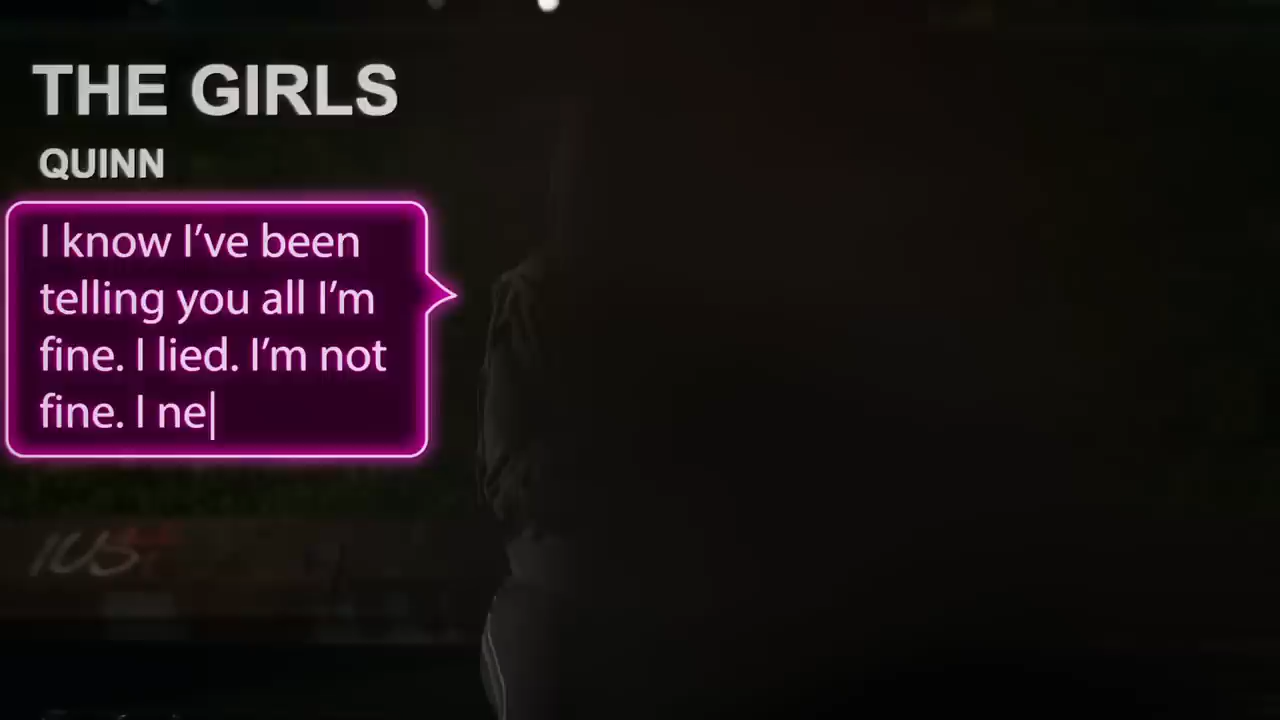 THE GIRLS
QUINN
I know I’ve been
telling you all I’m
fine. I lied. I’m not
fine. I ne